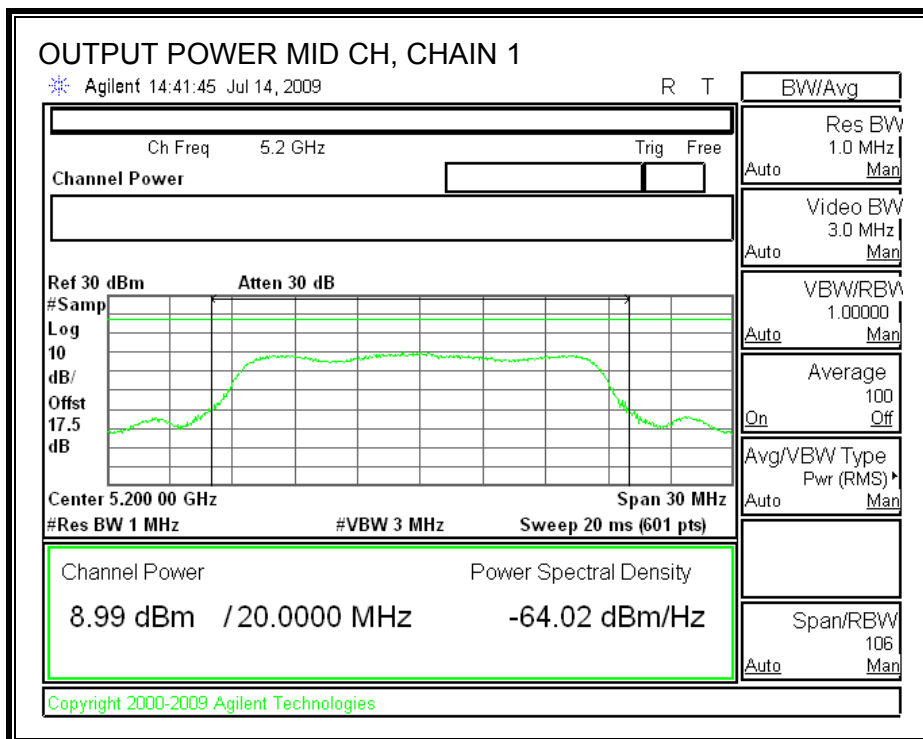 OUTPUT POWER MID CH, CHAIN 1
Agilent 14:41:45 Jul 14, 2009 R T
Ch Freq 5.2 GHz Trig Free
Channel Power
Ref 30 dBm Atten 30 dB
#Samp
Log
10
dB/
Offst
17.5
dB
Center 5.200 00 GHz Span 30 MHz
#Res BW 1 MHz #VBW 3 MHz Sweep 20 ms (601 pts)
Channel Power Power Spectral Density
8.99 dBm / 20.0000 MHz -64.02 dBm/Hz
Copyright 2000-2009 Agilent Technologies
BW/Avg
Res BW
1.0 MHz
Auto Man
Video BW
3.0 MHz
Auto Man
VBW/RBW
1.00000
Auto Man
Average
100
On Off
Avg/VBW Type
Pwr (RMS)
Auto Man
Span/RBW
106
Auto Man